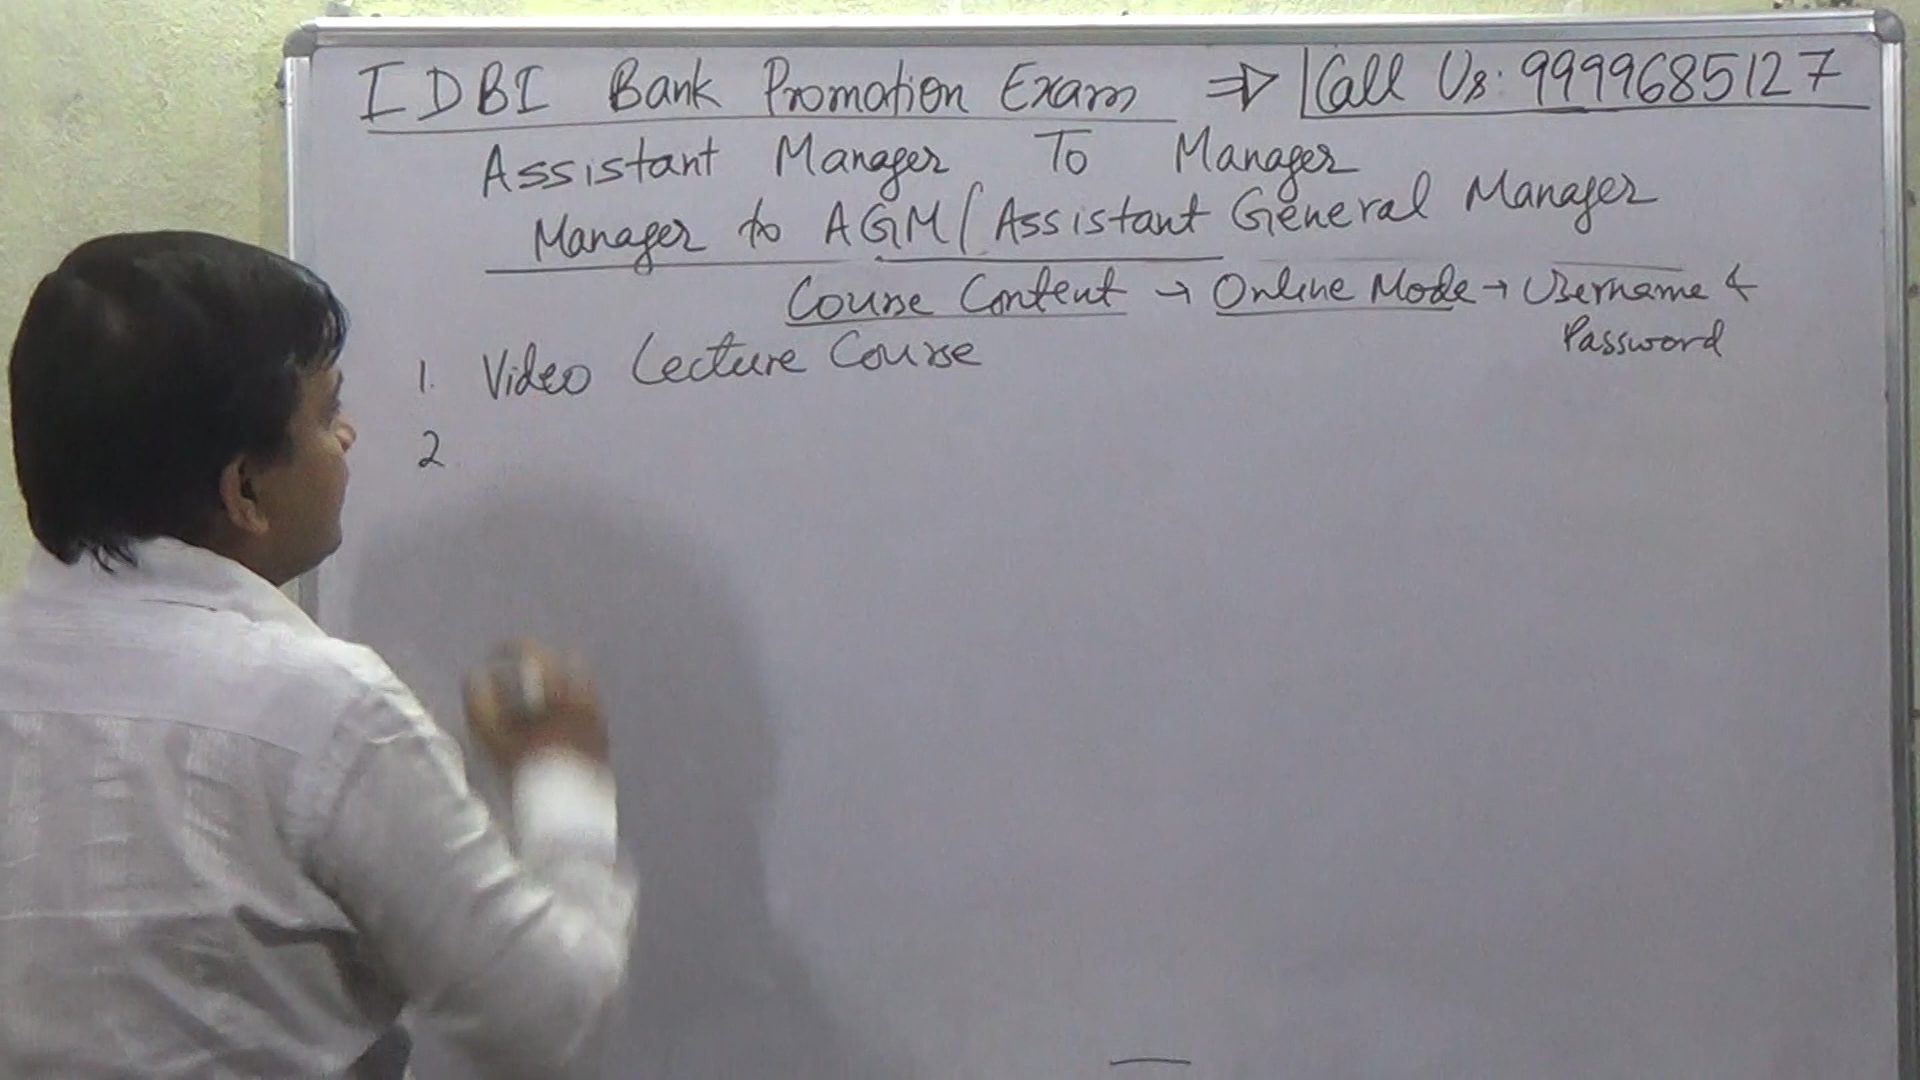 IDBI Bank Promotion Exam ⇒ Call Us: 9999685127
Assistant Manager To Manager
Manager to AGM/Assistant General Manager
Course Content → Online Mode → Username &
Password
1. Video Lecture Course
2.